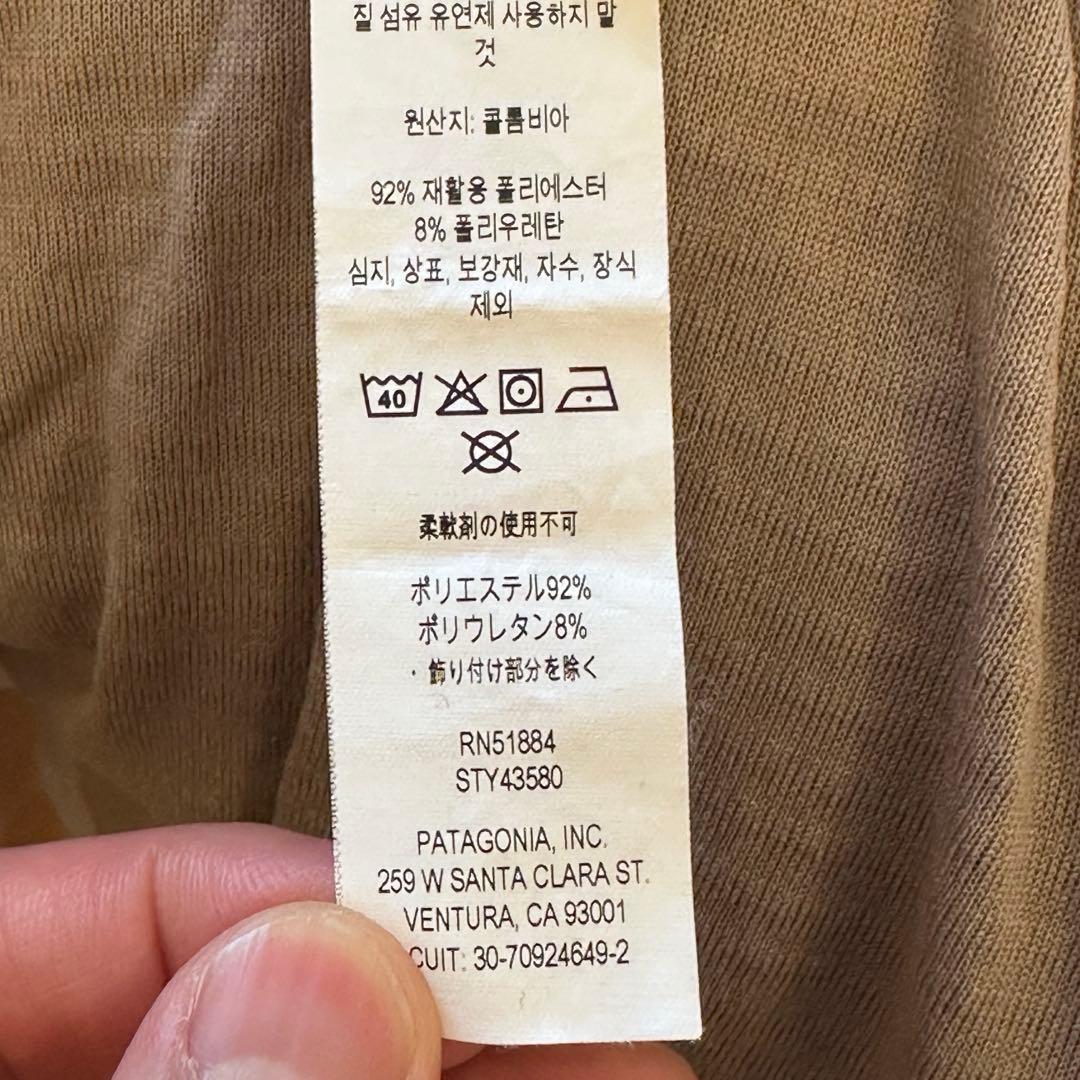 질 섬유 유연제 사용하지 말
것
원산지: 콜롬비아
92% 재활용 폴리에스터
8% 폴리우레탄
심지, 상표, 보강재, 자수, 장식
제외
40
柔軟剤の使用不可
ポリエステル92%
ポリウレタン8%
・飾り付け部分を除く
RN51884
STY43580
PATAGONIA, INC.
259 W SANTA CLARA ST.
VENTURA, CA 93001
CUIT: 30-70924649-2